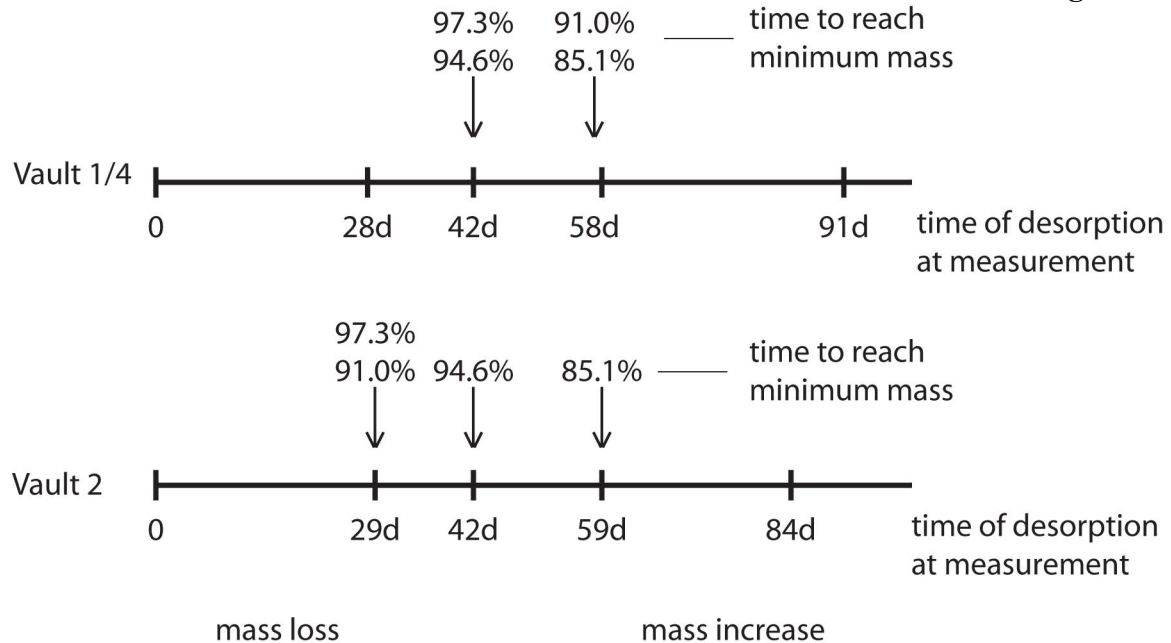 97.3% 91.0% time to reach
94.6% 85.1% minimum mass
Vault 1/4
0 28d 42d 58d 91d time of desorption
at measurement
97.3%
91.0% 94.6% 85.1% time to reach
minimum mass
Vault 2
0 29d 42d 59d 84d time of desorption
at measurement
mass loss mass increase